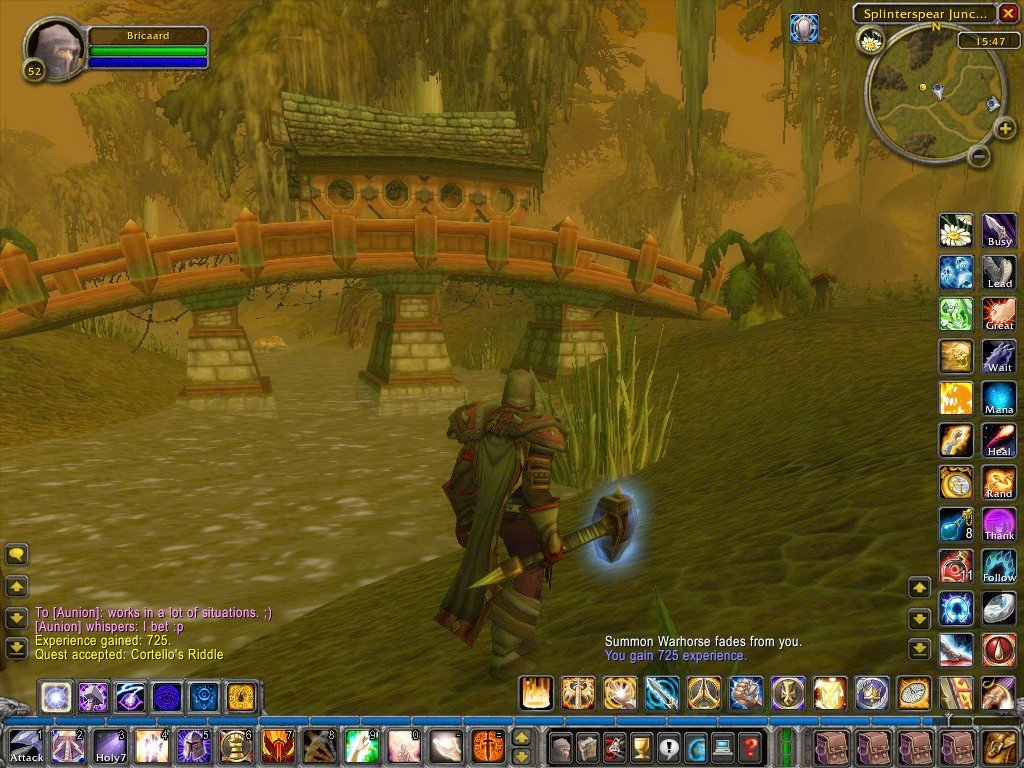 Splinterspear Junc...
N
Bricaard
15:47
52
Busy
Lead
Great
Wait
Mana
Heal
Rand
8
Thank
11
Follow
To [Aunion]: works in a lot of situations. ;)
[Aunion] whispers: I bet :p
Experience gained: 725.
Quest accepted: Cortello's Riddle
Summon Warhorse fades from you.
You gain 725 experience.
1 2 3 4 5 6 7 8 9 0 - =
Attack Holy7